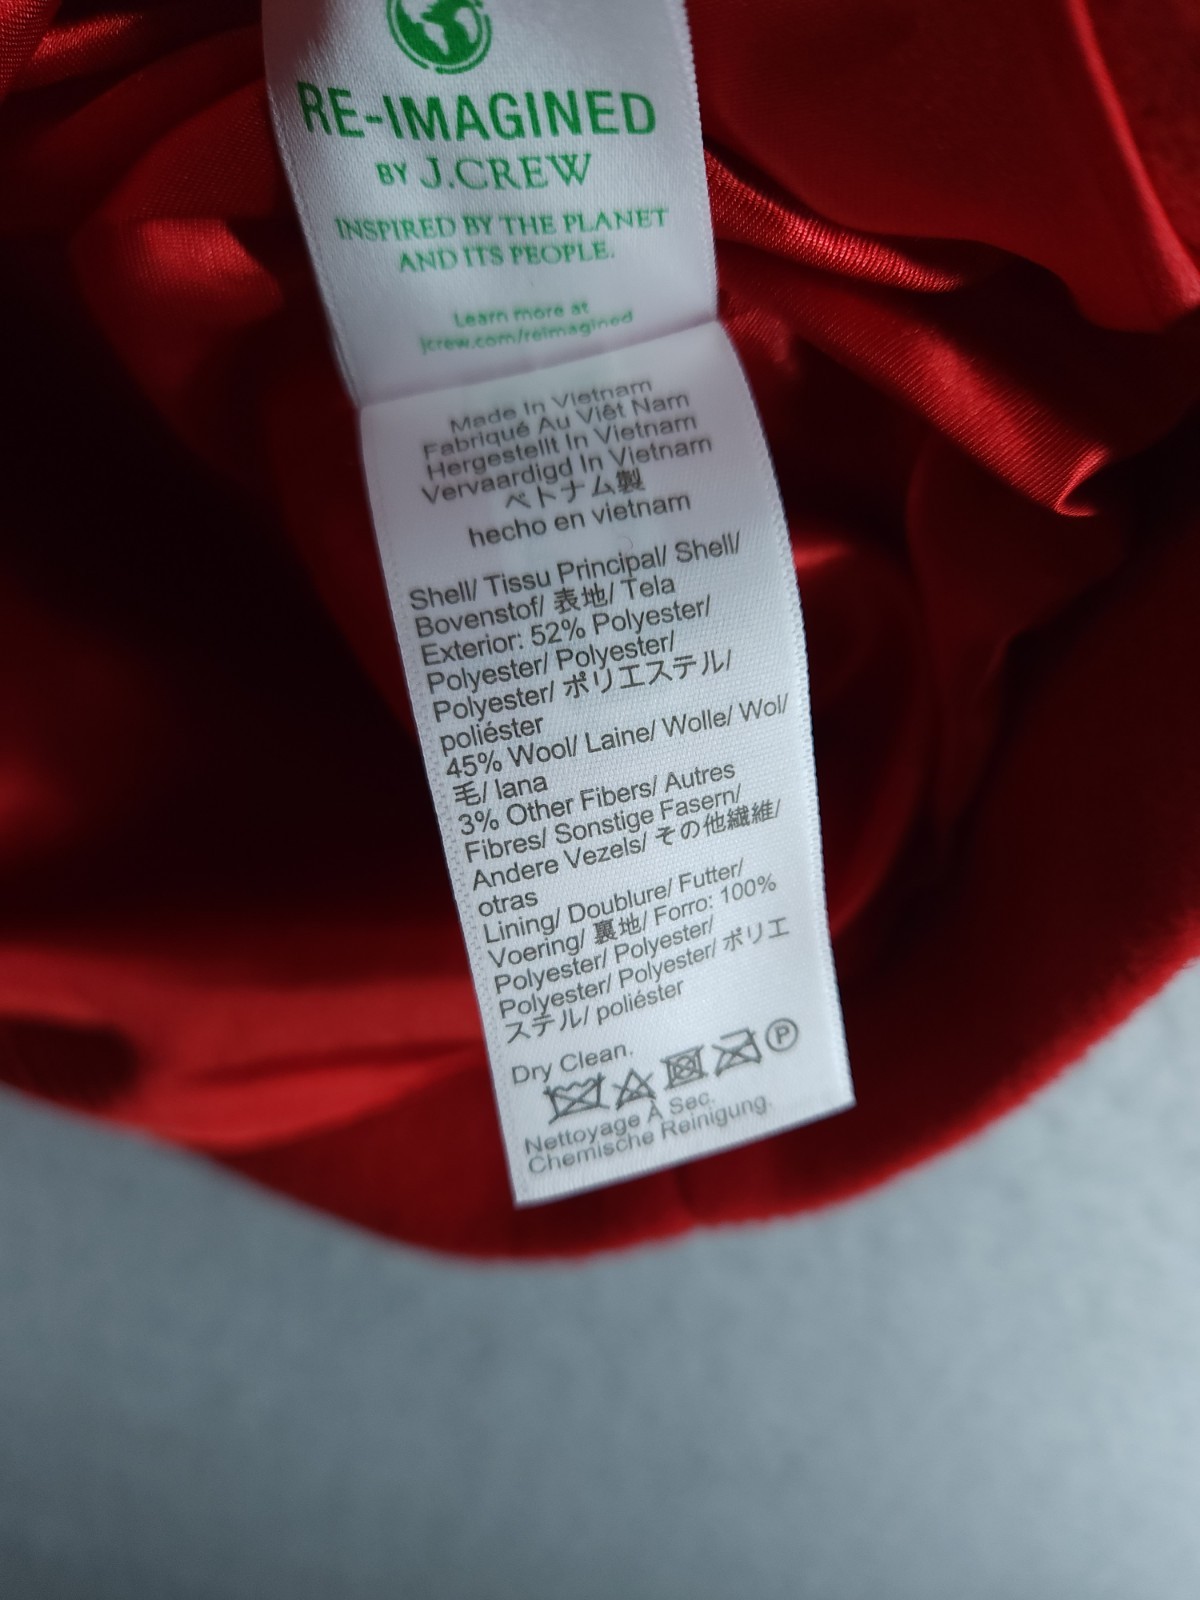 RE-IMAGINED
BY J.CREW
INSPIRED BY THE PLANET
AND ITS PEOPLE.
Learn more at
jcrew.com/reimagined
Made In Vietnam
Fabriqué Au Viêt Nam
Hergestellt In Vietnam
Vervaardigd In Vietnam
ベトナム製
hecho en vietnam
Shell/ Tissu Principal/ Shell/
Bovenstof/ 表地/ Tela
Exterior: 52% Polyester/
Polyester/ Polyester/
Polyester/ ポリエステル/
poliéster
45% Wool/ Laine/ Wolle/ Wol/
毛/ lana
3% Other Fibers/ Autres
Fibres/ Sonstige Fasern/
Andere Vezels/ その他繊維/
otras
Lining/ Doublure/ Futter/
Voering/ 裏地/ Forro: 100%
Polyester/ Polyester/
Polyester/ Polyester/ ポリエ
ステル/ poliéster
Dry Clean.
P
Nettoyage À Sec.
Chemische Reinigung.